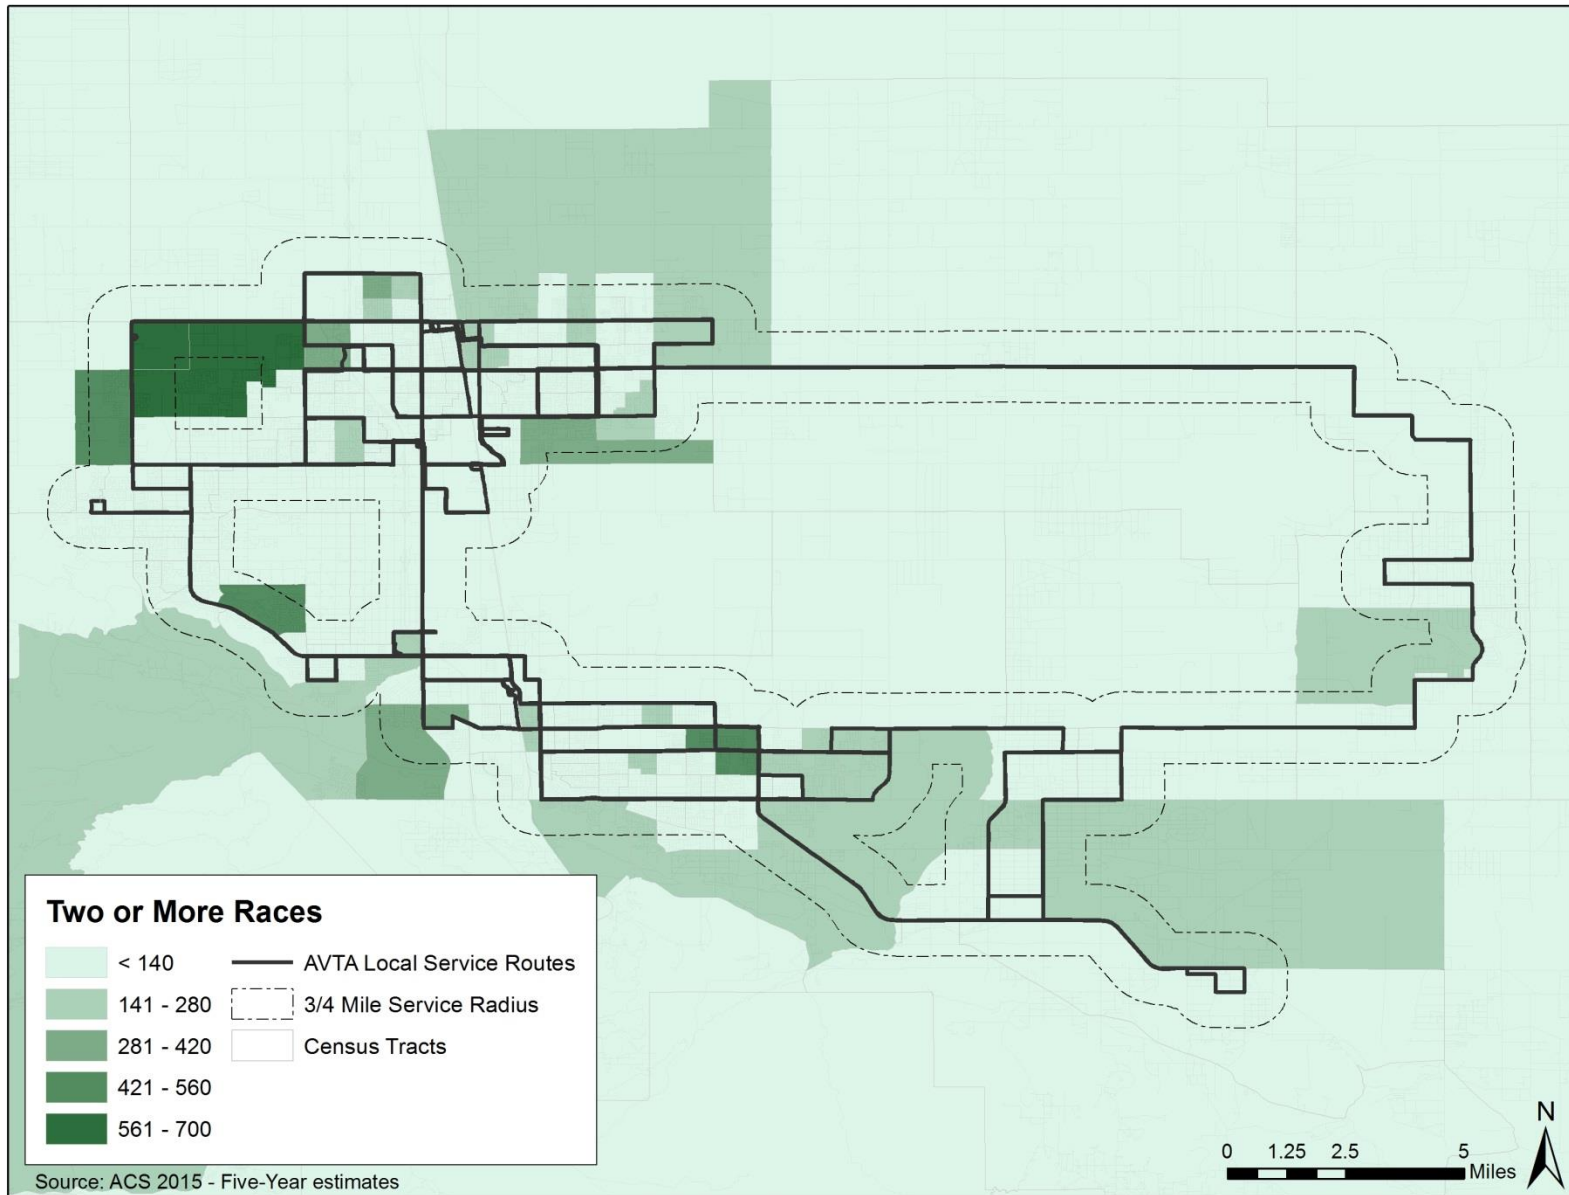 Two or More Races
< 140
141 - 280
281 - 420
421 - 560
561 - 700
AVTA Local Service Routes
3/4 Mile Service Radius
Census Tracts
Source: ACS 2015 - Five-Year estimates
0 1.25 2.5 5
Miles
N